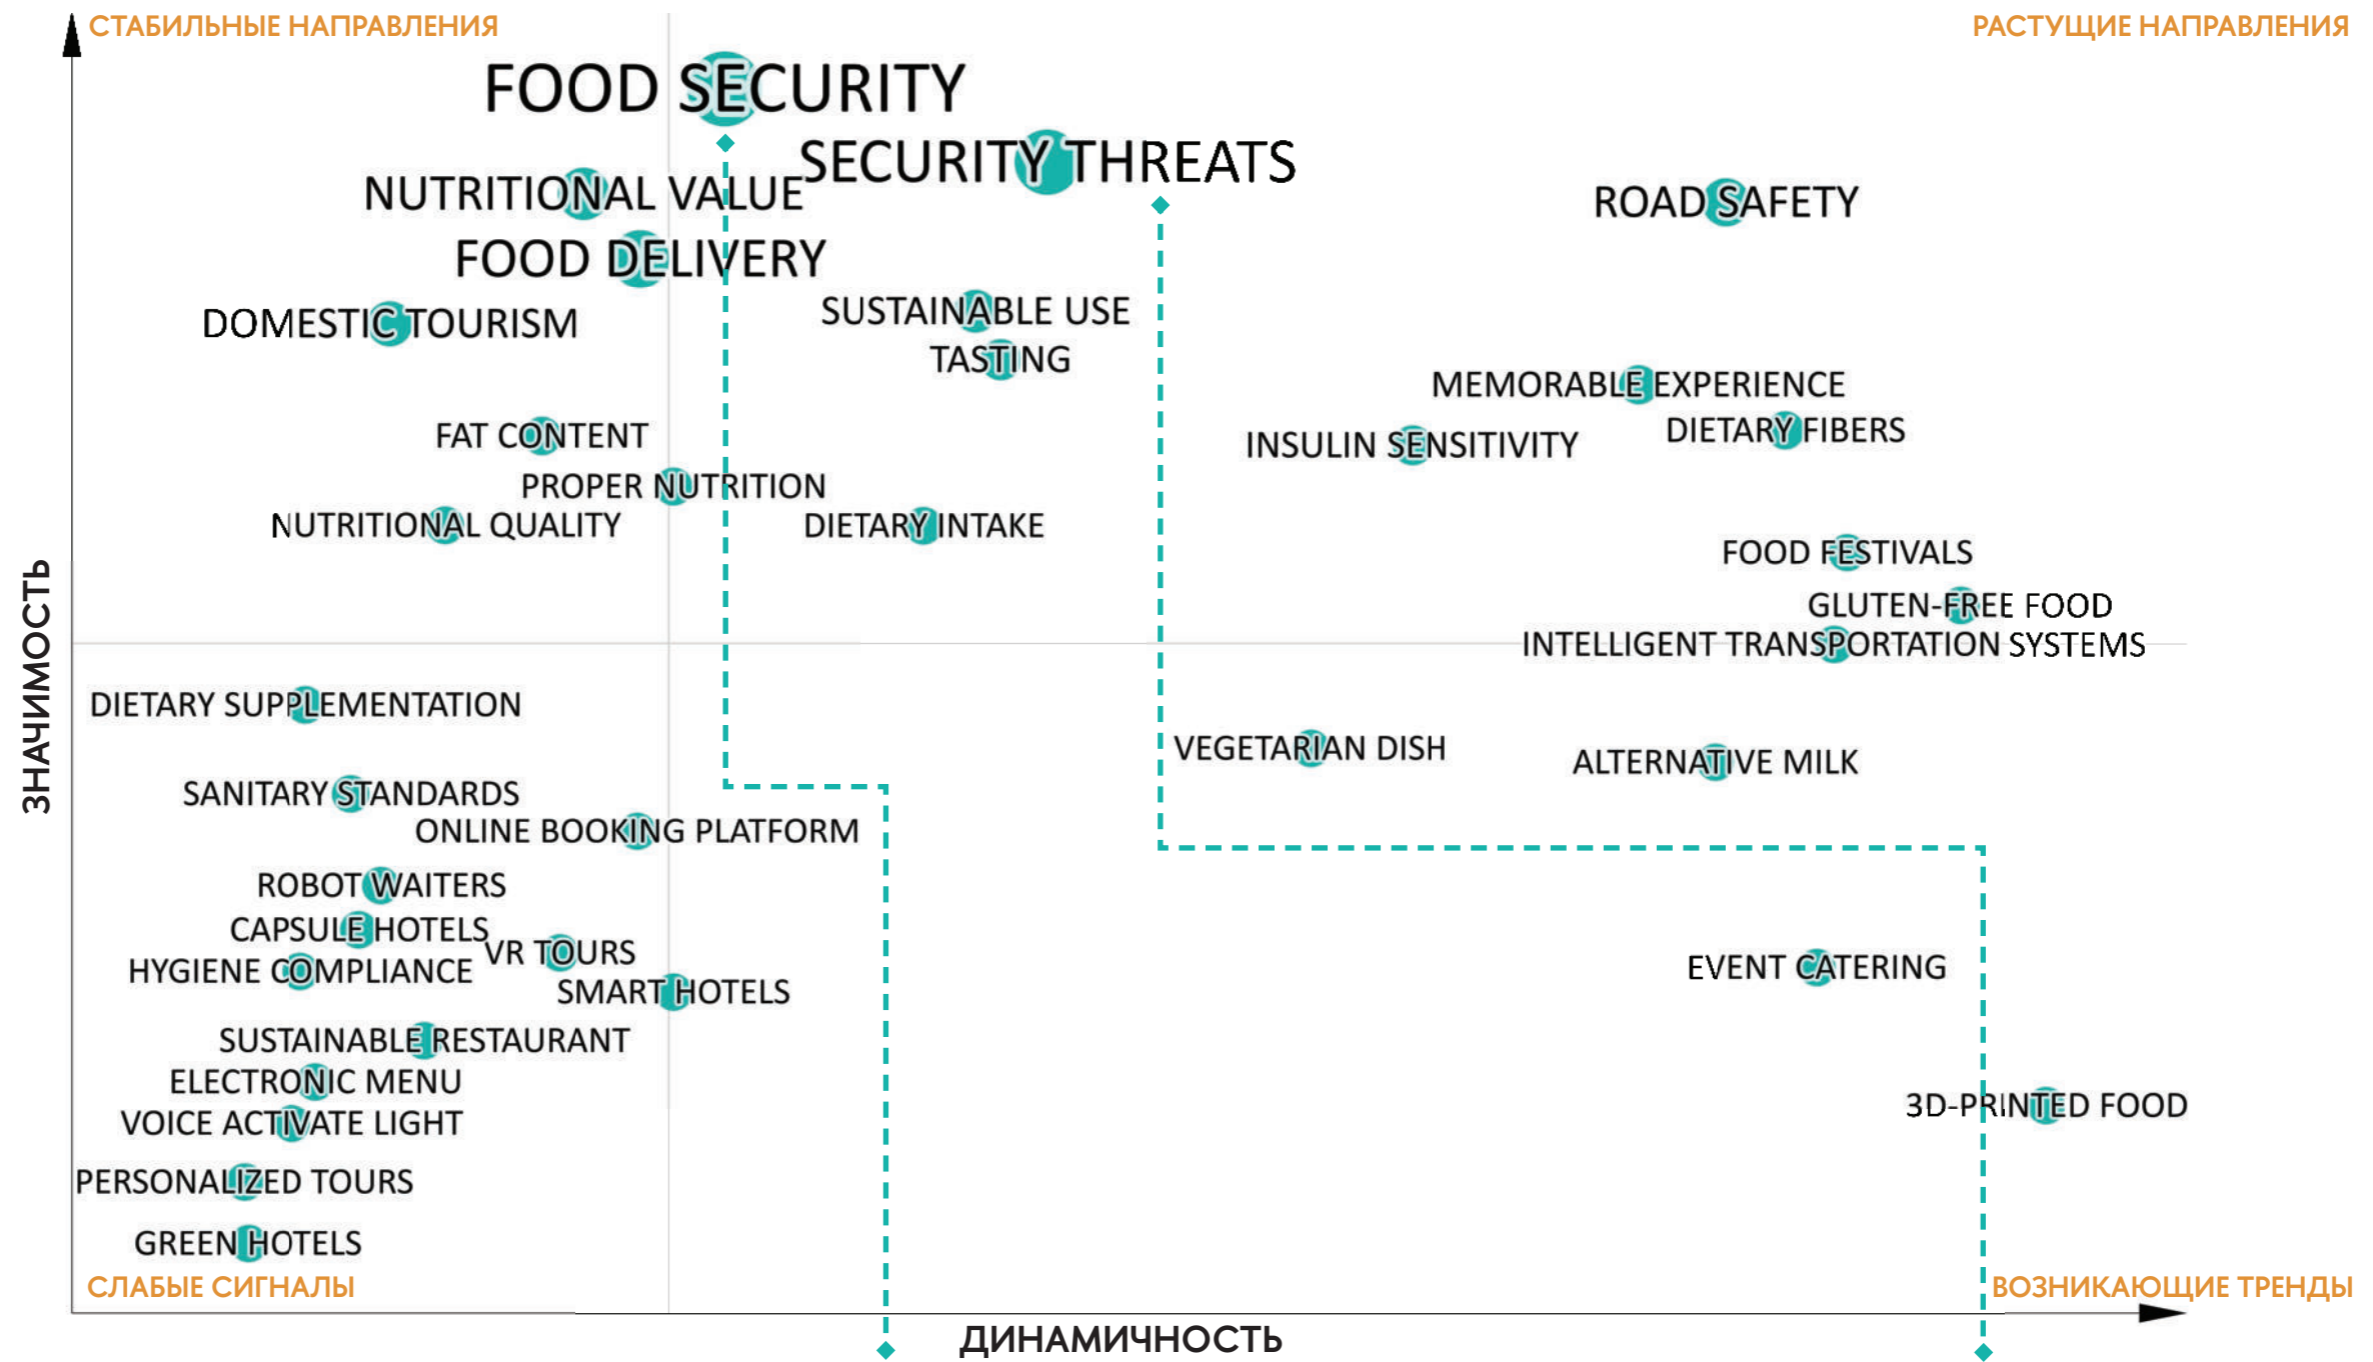 СТАБИЛЬНЫЕ НАПРАВЛЕНИЯ
РАСТУЩИЕ НАПРАВЛЕНИЯ
FOOD SECURITY
SECURITY THREATS
NUTRITIONAL VALUE
ROAD SAFETY
FOOD DELIVERY
DOMESTIC TOURISM
SUSTAINABLE USE
TASTING
MEMORABLE EXPERIENCE
DIETARY FIBERS
FAT CONTENT
INSULIN SENSITIVITY
PROPER NUTRITION
NUTRITIONAL QUALITY
DIETARY INTAKE
FOOD FESTIVALS
GLUTEN-FREE FOOD
INTELLIGENT TRANSPORTATION SYSTEMS
ЗНАЧИМОСТЬ
DIETARY SUPPLEMENTATION
VEGETARIAN DISH
ALTERNATIVE MILK
SANITARY STANDARDS
ONLINE BOOKING PLATFORM
ROBOT WAITERS
CAPSULE HOTELS
VR TOURS
HYGIENE COMPLIANCE
EVENT CATERING
SMART HOTELS
SUSTAINABLE RESTAURANT
ELECTRONIC MENU
3D-PRINTED FOOD
VOICE ACTIVATE LIGHT
PERSONALIZED TOURS
GREEN HOTELS
СЛАБЫЕ СИГНАЛЫ
ВОЗНИКАЮЩИЕ ТРЕНДЫ
ДИНАМИЧНОСТЬ